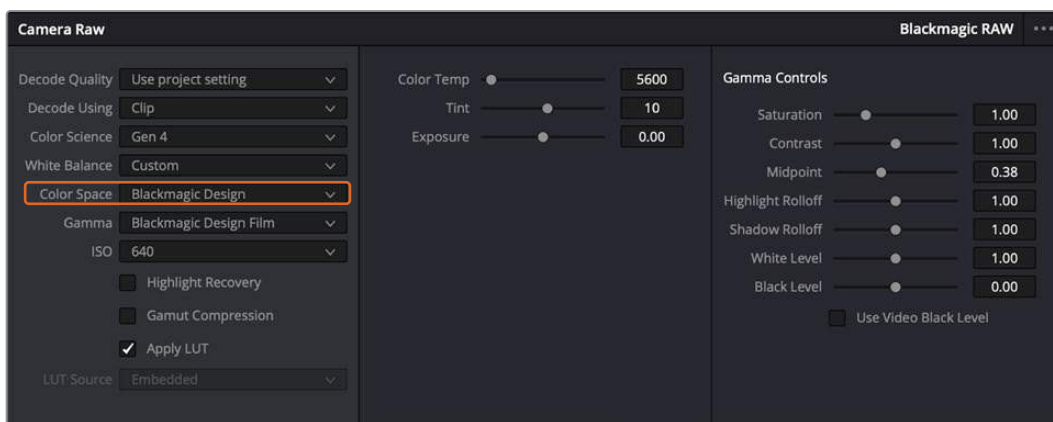 Camera Raw
Blackmagic RAW
Decode Quality Use project setting
Decode Using Clip
Color Science Gen 4
White Balance Custom
Color Space Blackmagic Design
Gamma Blackmagic Design Film
ISO 640
Highlight Recovery
Gamut Compression
Apply LUT
LUT Source Embedded
Color Temp 5600
Tint 10
Exposure 0.00
Gamma Controls
Saturation 1.00
Contrast 1.00
Midpoint 0.38
Highlight Rolloff 1.00
Shadow Rolloff 1.00
White Level 1.00
Black Level 0.00
Use Video Black Level